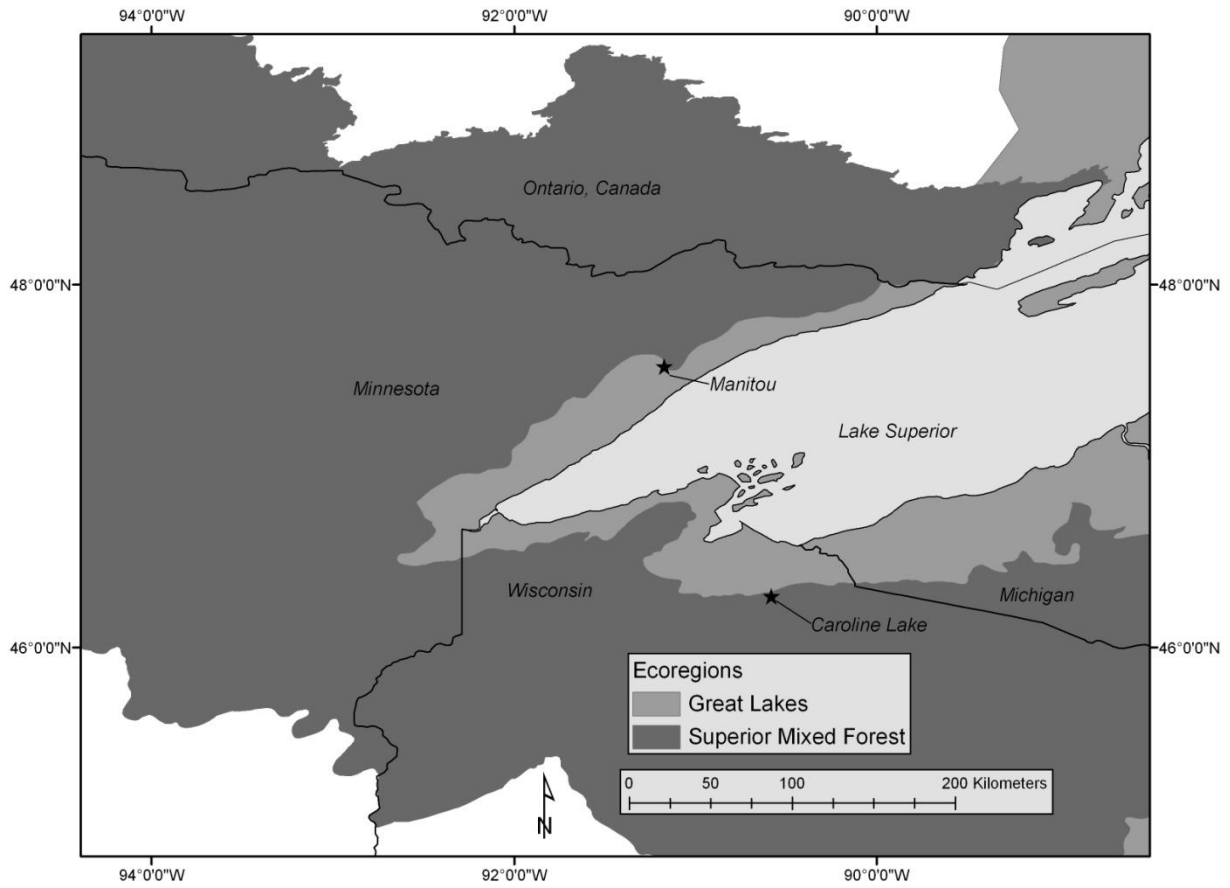 94°0'0"W 92°0'0"W 90°0'0"W
Ontario, Canada
48°0'0"N 48°0'0"N
Minnesota
Manitou
Lake Superior
Wisconsin
Michigan
Caroline Lake
46°0'0"N 46°0'0"N
Ecoregions
Great Lakes
Superior Mixed Forest
0 50 100 200 Kilometers
N
94°0'0"W 92°0'0"W 90°0'0"W